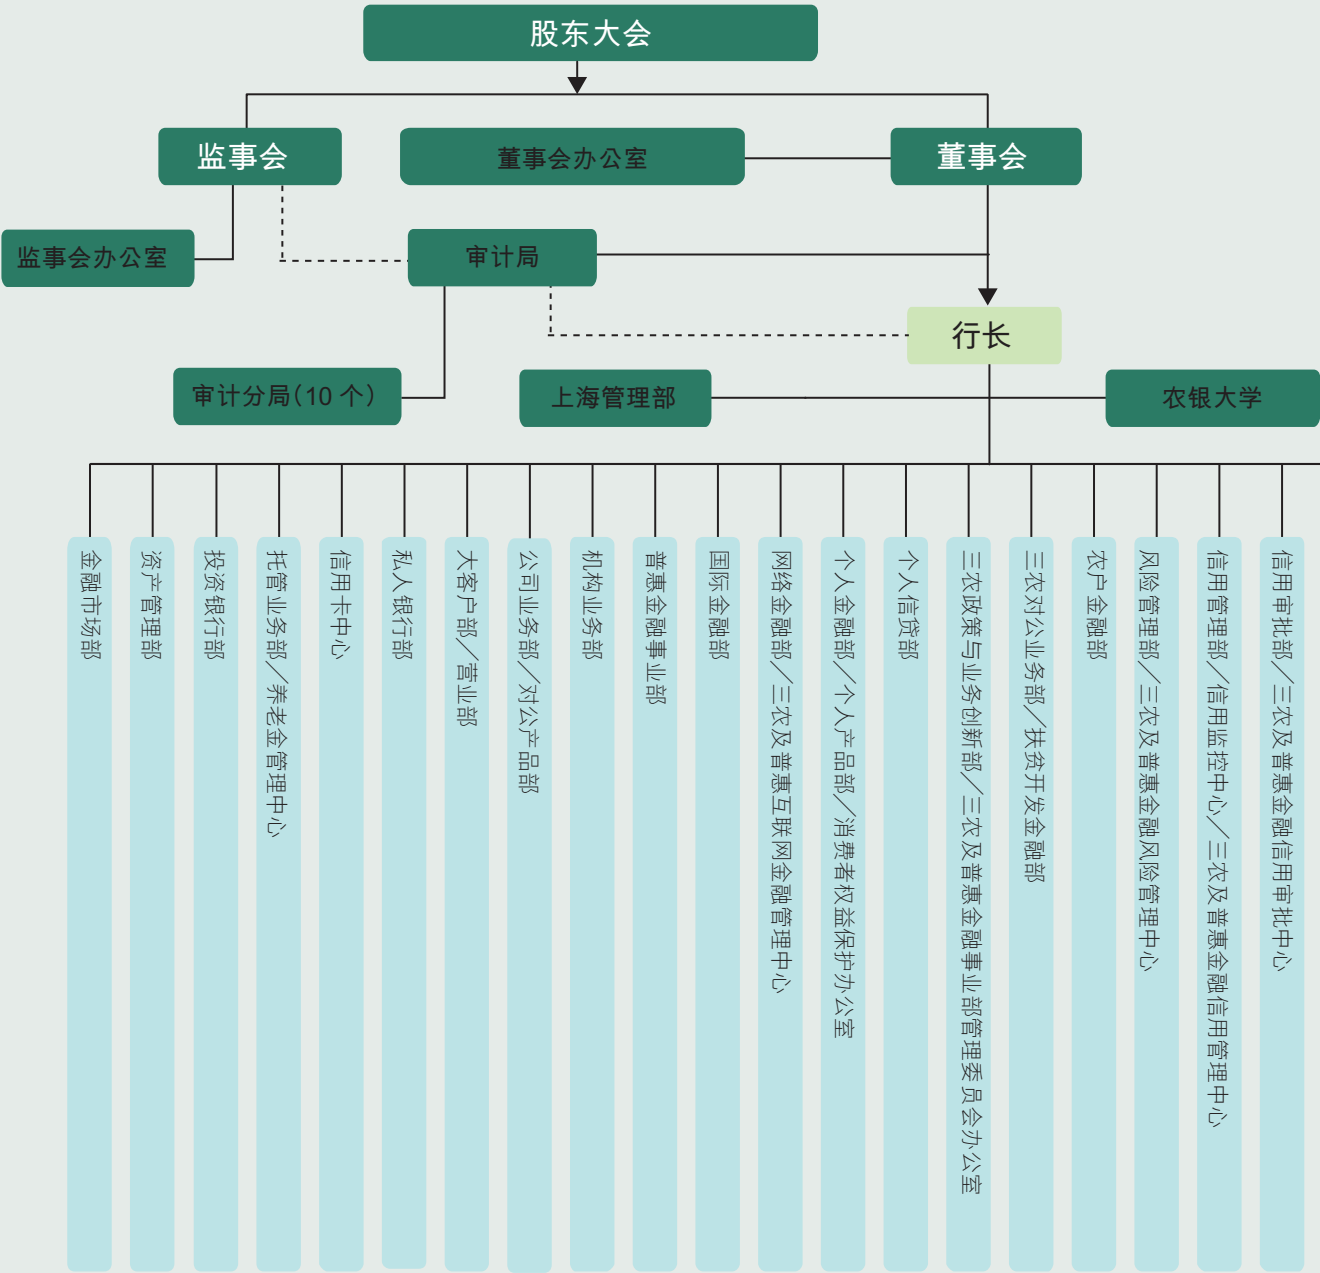 股东大会
监事会
董事会办公室
董事会
监事会办公室
审计局
行长
审计分局(10 个)
上海管理部
农银大学
金融市场部
资产管理部
投资银行部
托管业务部/养老金管理中心
信用卡中心
私人银行部
大客户部/营业部
公司业务部/对公产品部
机构业务部
普惠金融事业部
国际金融部
网络金融部/三农及普惠互联网金融管理中心
个人金融部/个人产品部/消费者权益保护办公室
个人信贷部
三农政策与业务创新部/三农及普惠金融事业部管理委员会办公室
三农对公业务部/扶贫开发金融部
农户金融部
风险管理部/三农及普惠金融风险管理中心
信用管理部/信用监控中心/三农及普惠金融信用管理中心
信用审批部/三农及普惠金融信用审批中心